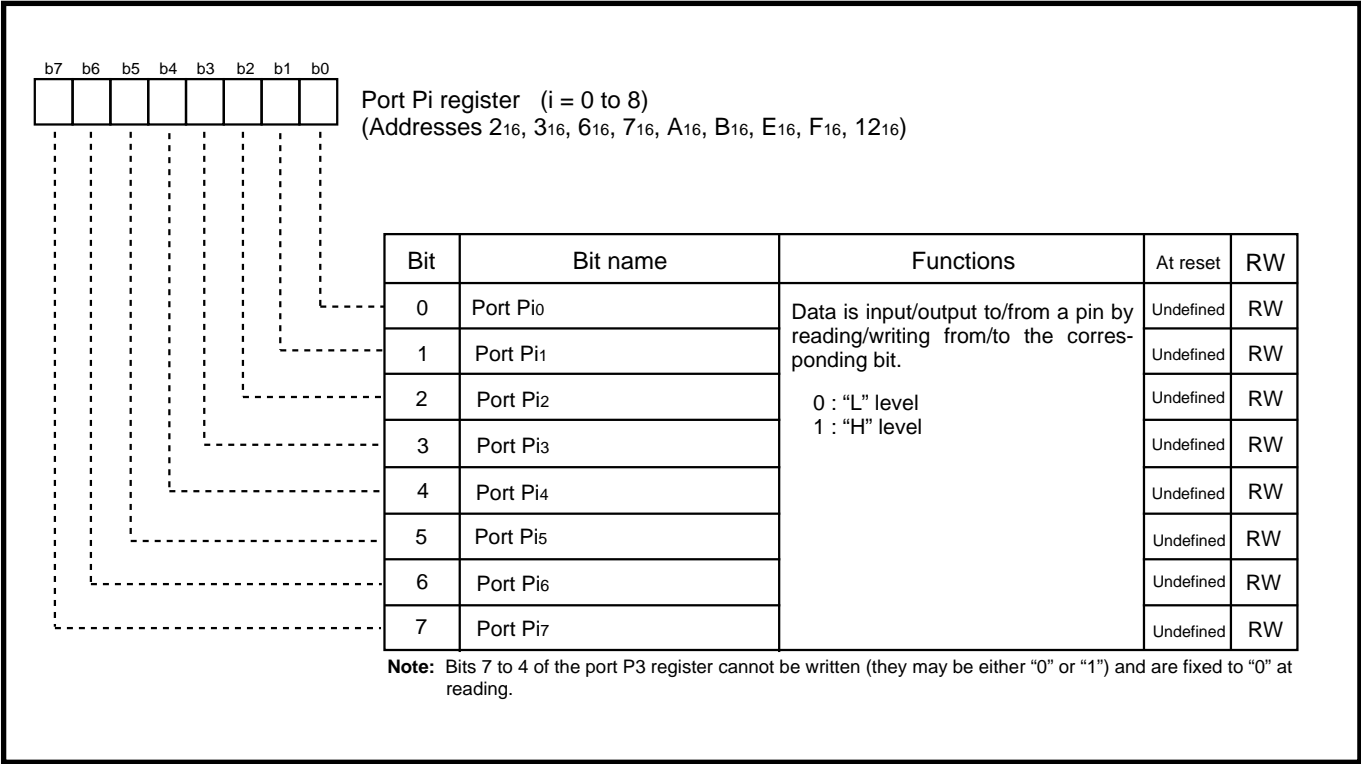 b7 b6 b5 b4 b3 b2 b1 b0
Port Pi register (i = 0 to 8)
(Addresses 2₁₆, 3₁₆, 6₁₆, 7₁₆, A₁₆, B₁₆, E₁₆, F₁₆, 12₁₆)
Bit Bit name Functions At reset RW
0 Port Pi₀ Data is input/output to/from a pin by Undefined RW
reading/writing from/to the corres-
1 Port Pi₁ ponding bit. Undefined RW
2 Port Pi₂ 0 : “L” level Undefined RW
1 : “H” level
3 Port Pi₃ Undefined RW
4 Port Pi₄ Undefined RW
5 Port Pi₅ Undefined RW
6 Port Pi₆ Undefined RW
7 Port Pi₇ Undefined RW
Note: Bits 7 to 4 of the port P3 register cannot be written (they may be either “0” or “1”) and are fixed to “0” at
reading.